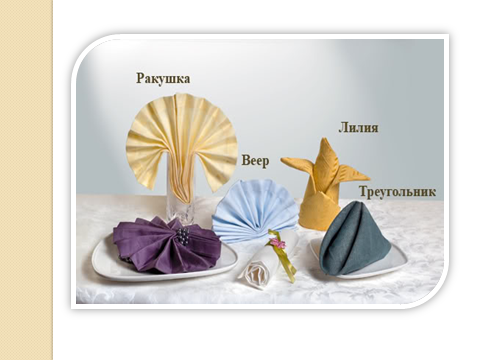 Ракушка
Лилия
Веер
Треугольник